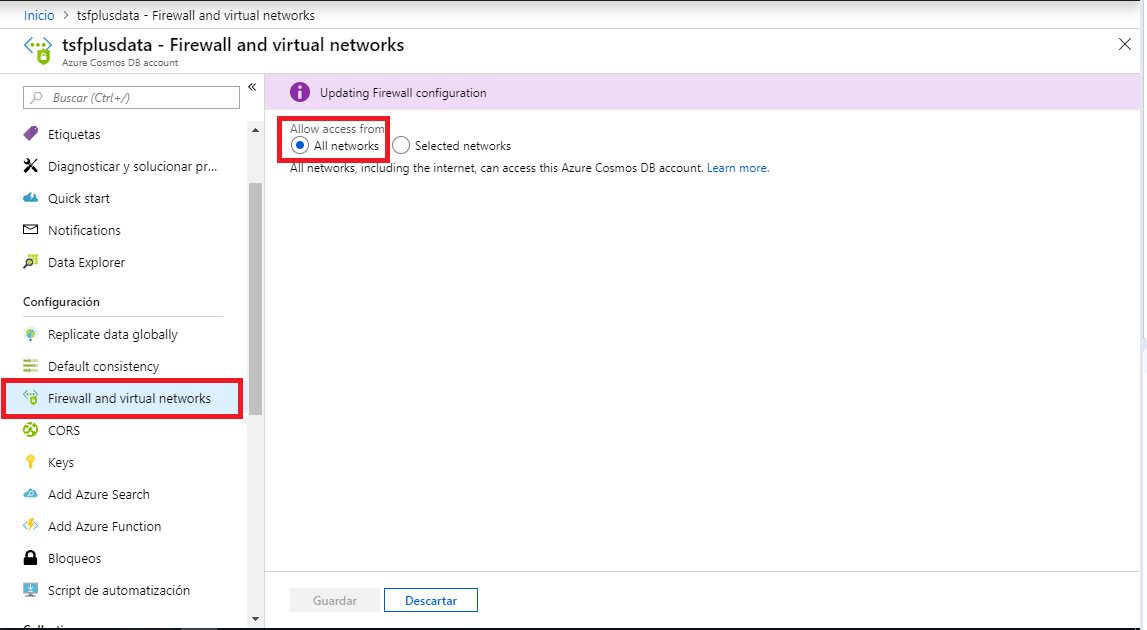 Inicio > tsfplusdata - Firewall and virtual networks
tsfplusdata - Firewall and virtual networks
Azure Cosmos DB account
Buscar (Ctrl+/)
«
Etiquetas
Diagnosticar y solucionar pr...
Quick start
Notifications
Data Explorer
Configuración
Replicate data globally
Default consistency
Firewall and virtual networks
CORS
Keys
Add Azure Search
Add Azure Function
Bloqueos
Script de automatización
Updating Firewall configuration
Allow access from
All networks Selected networks
All networks, including the internet, can access this Azure Cosmos DB account. Learn more.
Guardar Descartar